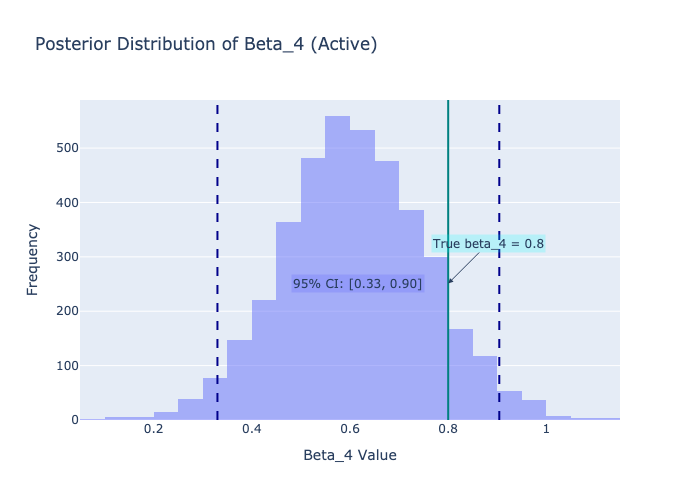 Posterior Distribution of Beta_4 (Active)
Frequency
500
400
300
200
100
0
True beta_4 = 0.8
95% CI: [0.33, 0.90]
0.2
0.4
0.6
0.8
1
Beta_4 Value